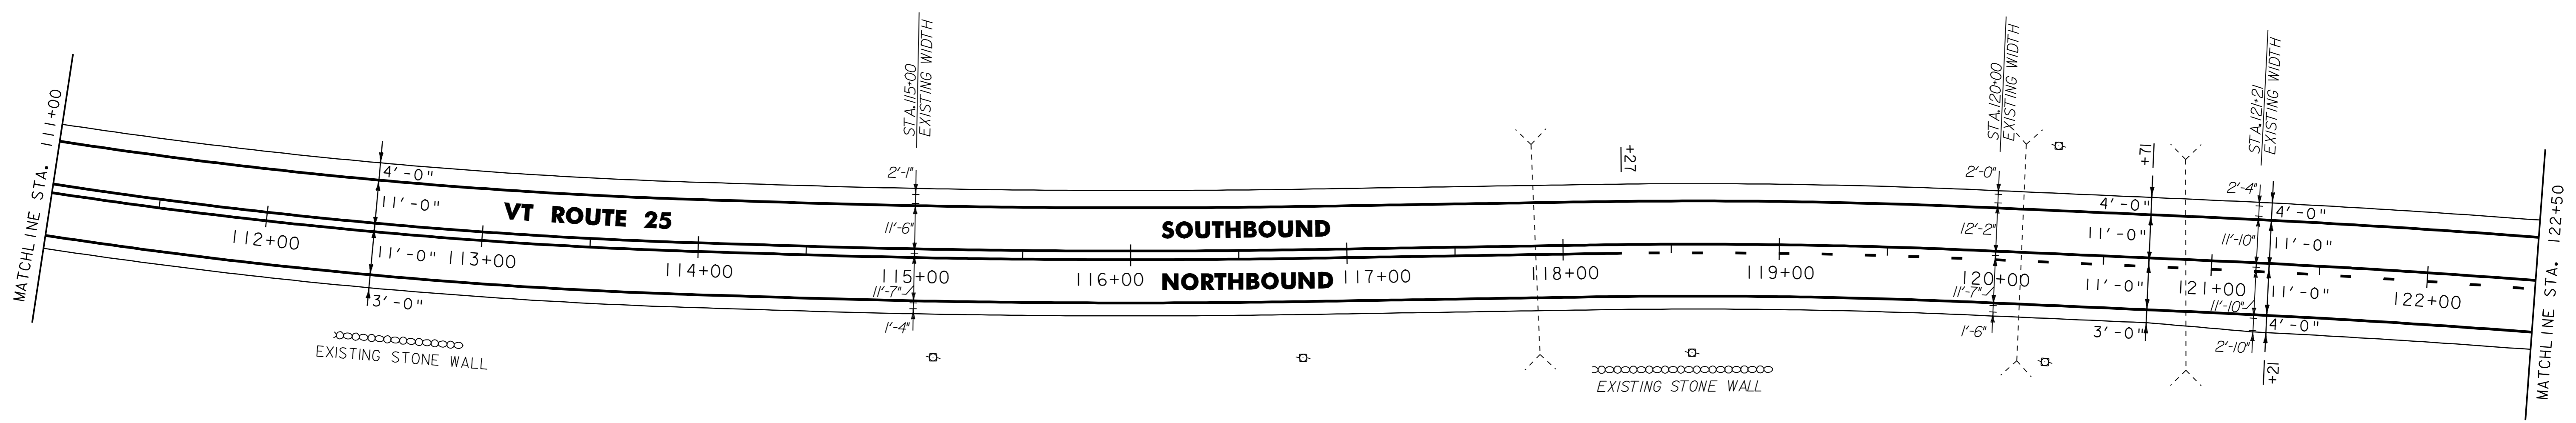 MATCHLINE STA. 111+00
4'-0"
11'-0"
11'-0"
3'-0"
112+00
113+00
VT ROUTE 25
114+00
EXISTING STONE WALL
STA.115+00
EXISTING WIDTH
2'-1"
11'-6"
115+00
11'-7"
1'-4"
116+00
SOUTHBOUND
NORTHBOUND
117+00
118+00
+27
119+00
EXISTING STONE WALL
STA.120+00
EXISTING WIDTH
2'-0"
12'-2"
120+00
11'-7"
1'-6"
+71
4'-0"
11'-0"
11'-0"
3'-0"
121+00
STA.121+21
EXISTING WIDTH
2'-4"
11'-10"
11'-10"
2'-10"
4'-0"
11'-0"
11'-0"
4'-0"
+21
122+00
MATCHLINE STA. 122+50